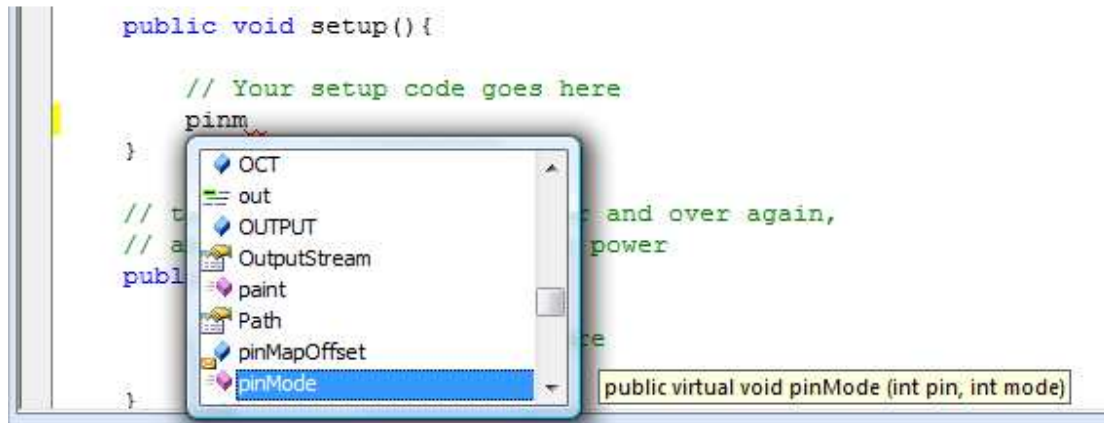 public void setup(){
// Your setup code goes here
pinm
}
OCT
out
OUTPUT
OutputStream
paint
Path
pinMapOffset
pinMode
// t
and over again,
// a
power
publ
re
public virtual void pinMode (int pin, int mode)
}